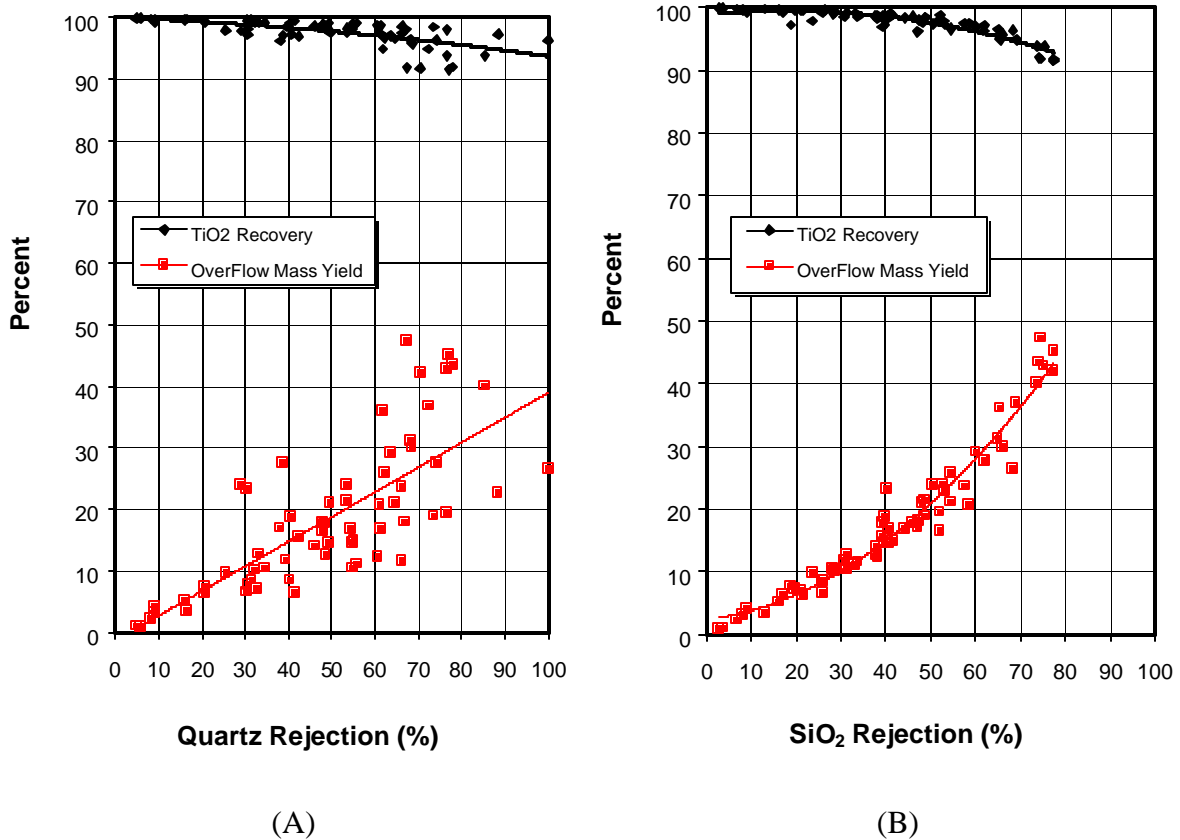 100
90
80
70
60
50
40
30
20
10
0
Percent
TiO2 Recovery
OverFlow Mass Yield
0 10 20 30 40 50 60 70 80 90 100
Quartz Rejection (%)
(A)
100
90
80
70
60
50
40
30
20
10
0
Percent
TiO2 Recovery
OverFlow Mass Yield
0 10 20 30 40 50 60 70 80 90 100
SiO₂ Rejection (%)
(B)